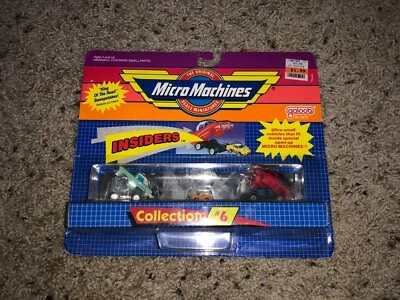 $2.99
THE ORIGINAL
Micro Machines
SCALE MINIATURES
"King
Of The Road"
Sweepstakes!
galoob
INSIDERS
Ultra-small
vehicles that fit
inside special
open-up
MICRO MACHINES
Collection #6